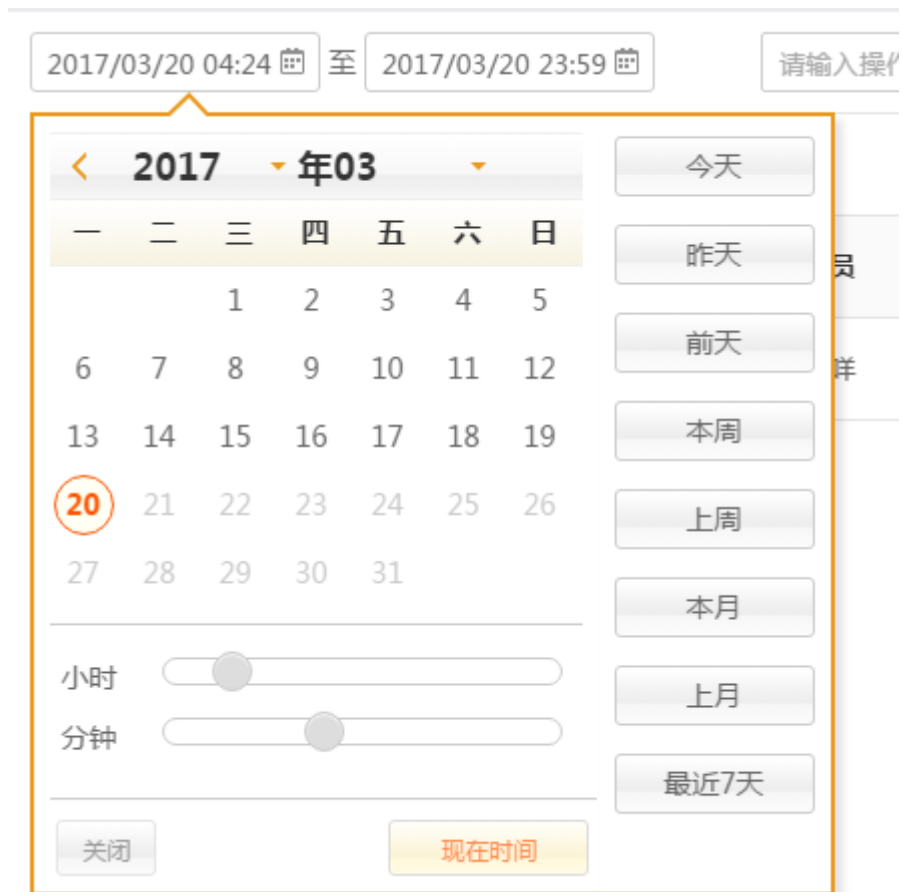 2017/03/20 04:24 至 2017/03/20 23:59 请输入操作
2017 年03
一 二 三 四 五 六 日
1 2 3 4 5
6 7 8 9 10 11 12
13 14 15 16 17 18 19
20 21 22 23 24 25 26
27 28 29 30 31
小时
分钟
关闭 现在时间
今天
昨天
前天
本周
上周
本月
上月
最近7天
员